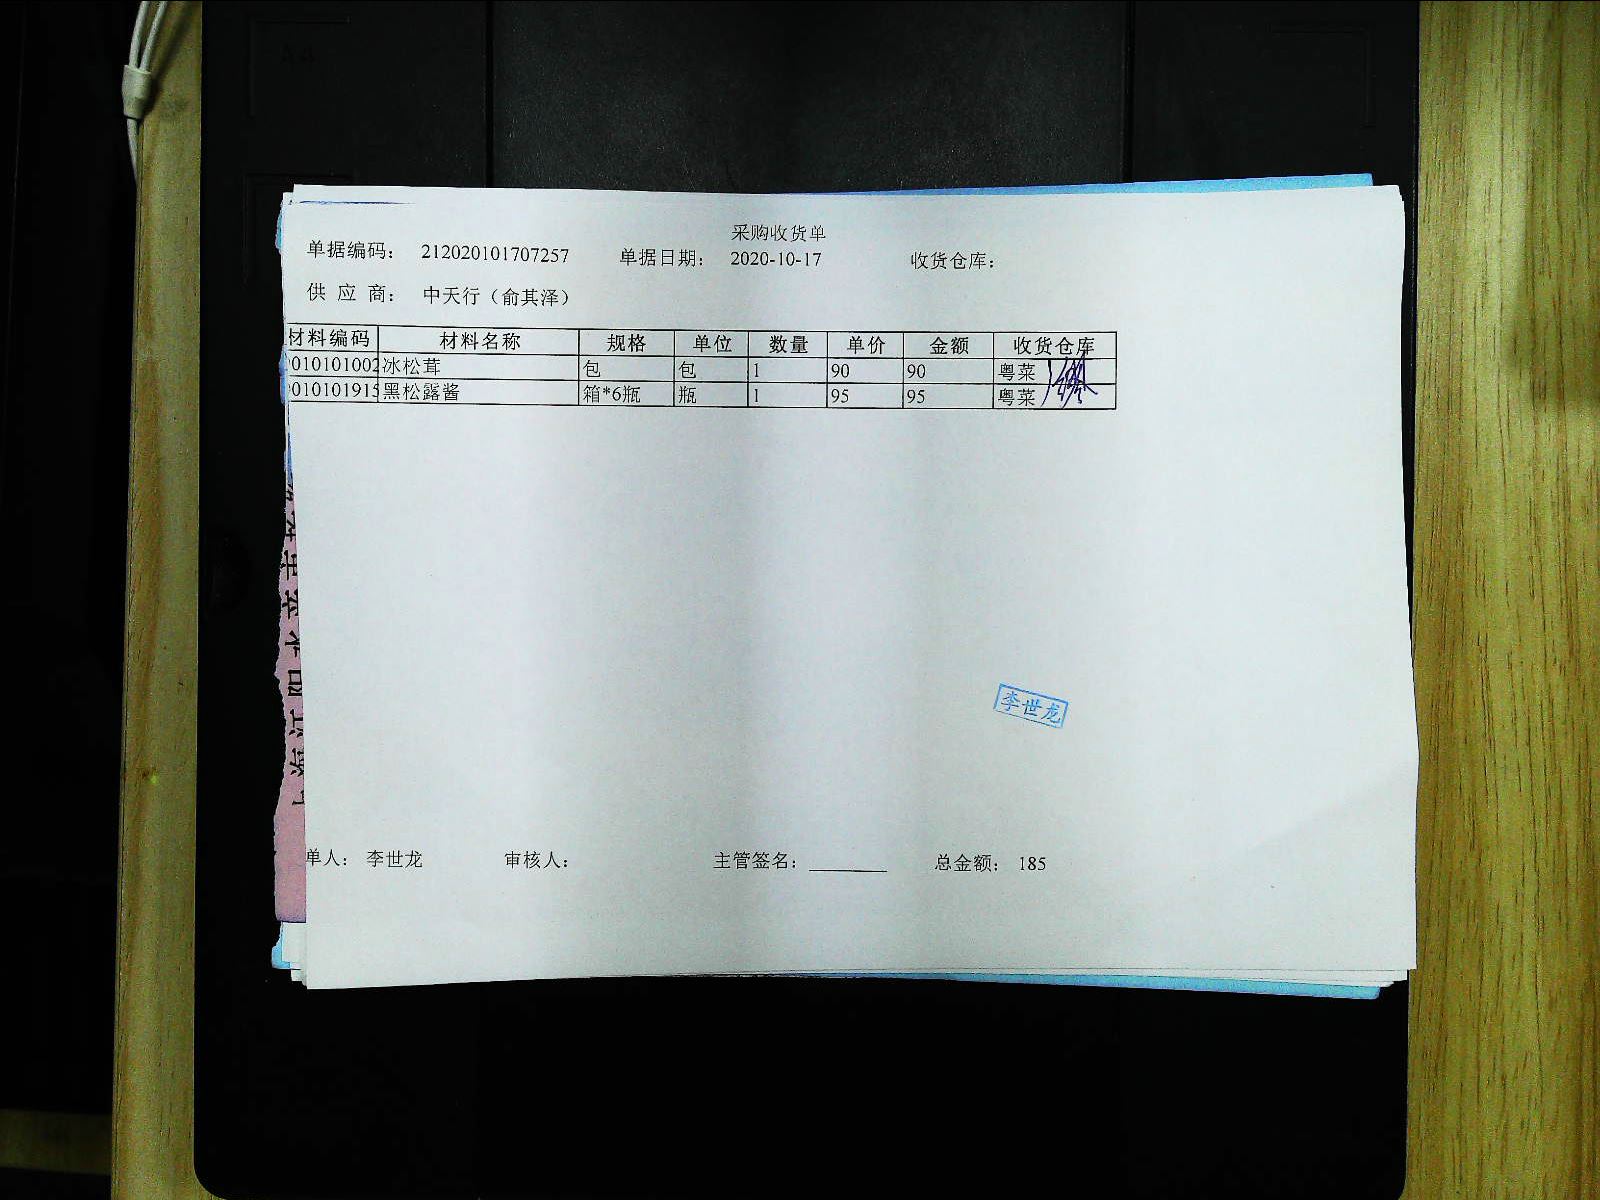 采购收货单
单据编码： 212020101707257 单据日期： 2020-10-17 收货仓库：
供 应 商： 中天行（俞其泽）
材料编码 材料名称 规格 单位 数量 单价 金额 收货仓库
010101002 冰松茸 包 包 1 90 90 粤菜
010101915 黑松露酱 箱*6瓶 瓶 1 95 95 粤菜
李世龙
单人： 李世龙 审核人： 主管签名： 总金额： 185